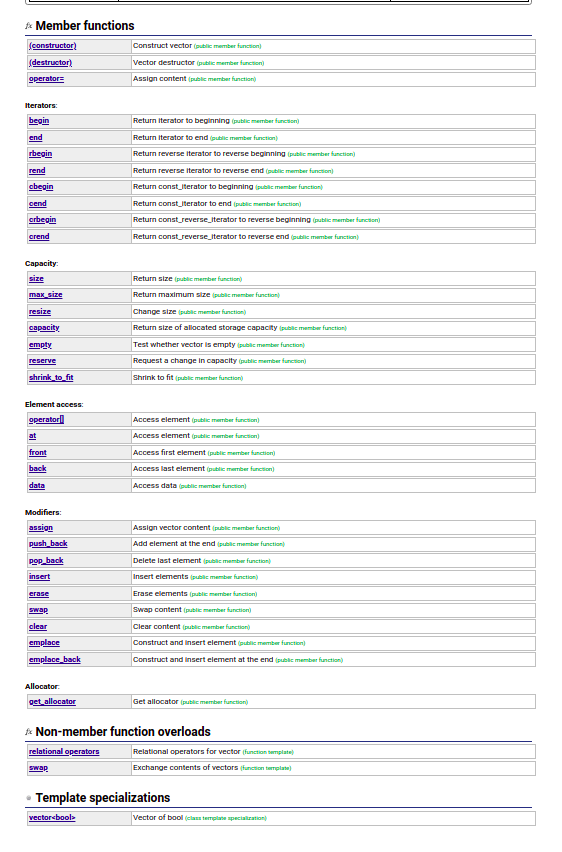 fx Member functions
(constructor) Construct vector (public member function)
(destructor) Vector destructor (public member function)
operator= Assign content (public member function)
Iterators:
begin Return iterator to beginning (public member function)
end Return iterator to end (public member function)
rbegin Return reverse iterator to reverse beginning (public member function)
rend Return reverse iterator to reverse end (public member function)
cbegin Return const_iterator to beginning (public member function)
cend Return const_iterator to end (public member function)
crbegin Return const_reverse_iterator to reverse beginning (public member function)
crend Return const_reverse_iterator to reverse end (public member function)
Capacity:
size Return size (public member function)
max_size Return maximum size (public member function)
resize Change size (public member function)
capacity Return size of allocated storage capacity (public member function)
empty Test whether vector is empty (public member function)
reserve Request a change in capacity (public member function)
shrink_to_fit Shrink to fit (public member function)
Element access:
operator[] Access element (public member function)
at Access element (public member function)
front Access first element (public member function)
back Access last element (public member function)
data Access data (public member function)
Modifiers:
assign Assign vector content (public member function)
push_back Add element at the end (public member function)
pop_back Delete last element (public member function)
insert Insert elements (public member function)
erase Erase elements (public member function)
swap Swap content (public member function)
clear Clear content (public member function)
emplace Construct and insert element (public member function)
emplace_back Construct and insert element at the end (public member function)
Allocator:
get_allocator Get allocator (public member function)
fx Non-member function overloads
relational operators Relational operators for vector (function template)
swap Exchange contents of vectors (function template)
Template specializations
vector<bool> Vector of bool (class template specialization)